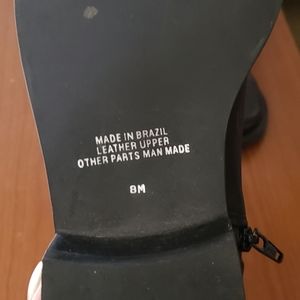 MADE IN BRAZIL
LEATHER UPPER
OTHER PARTS MAN MADE
8M